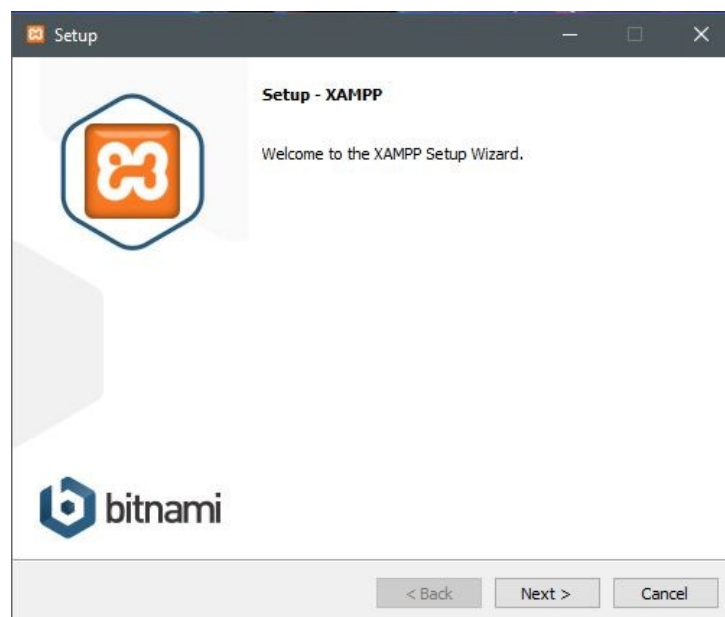 Setup
Setup - XAMPP
Welcome to the XAMPP Setup Wizard.
bitnami
< Back
Next >
Cancel